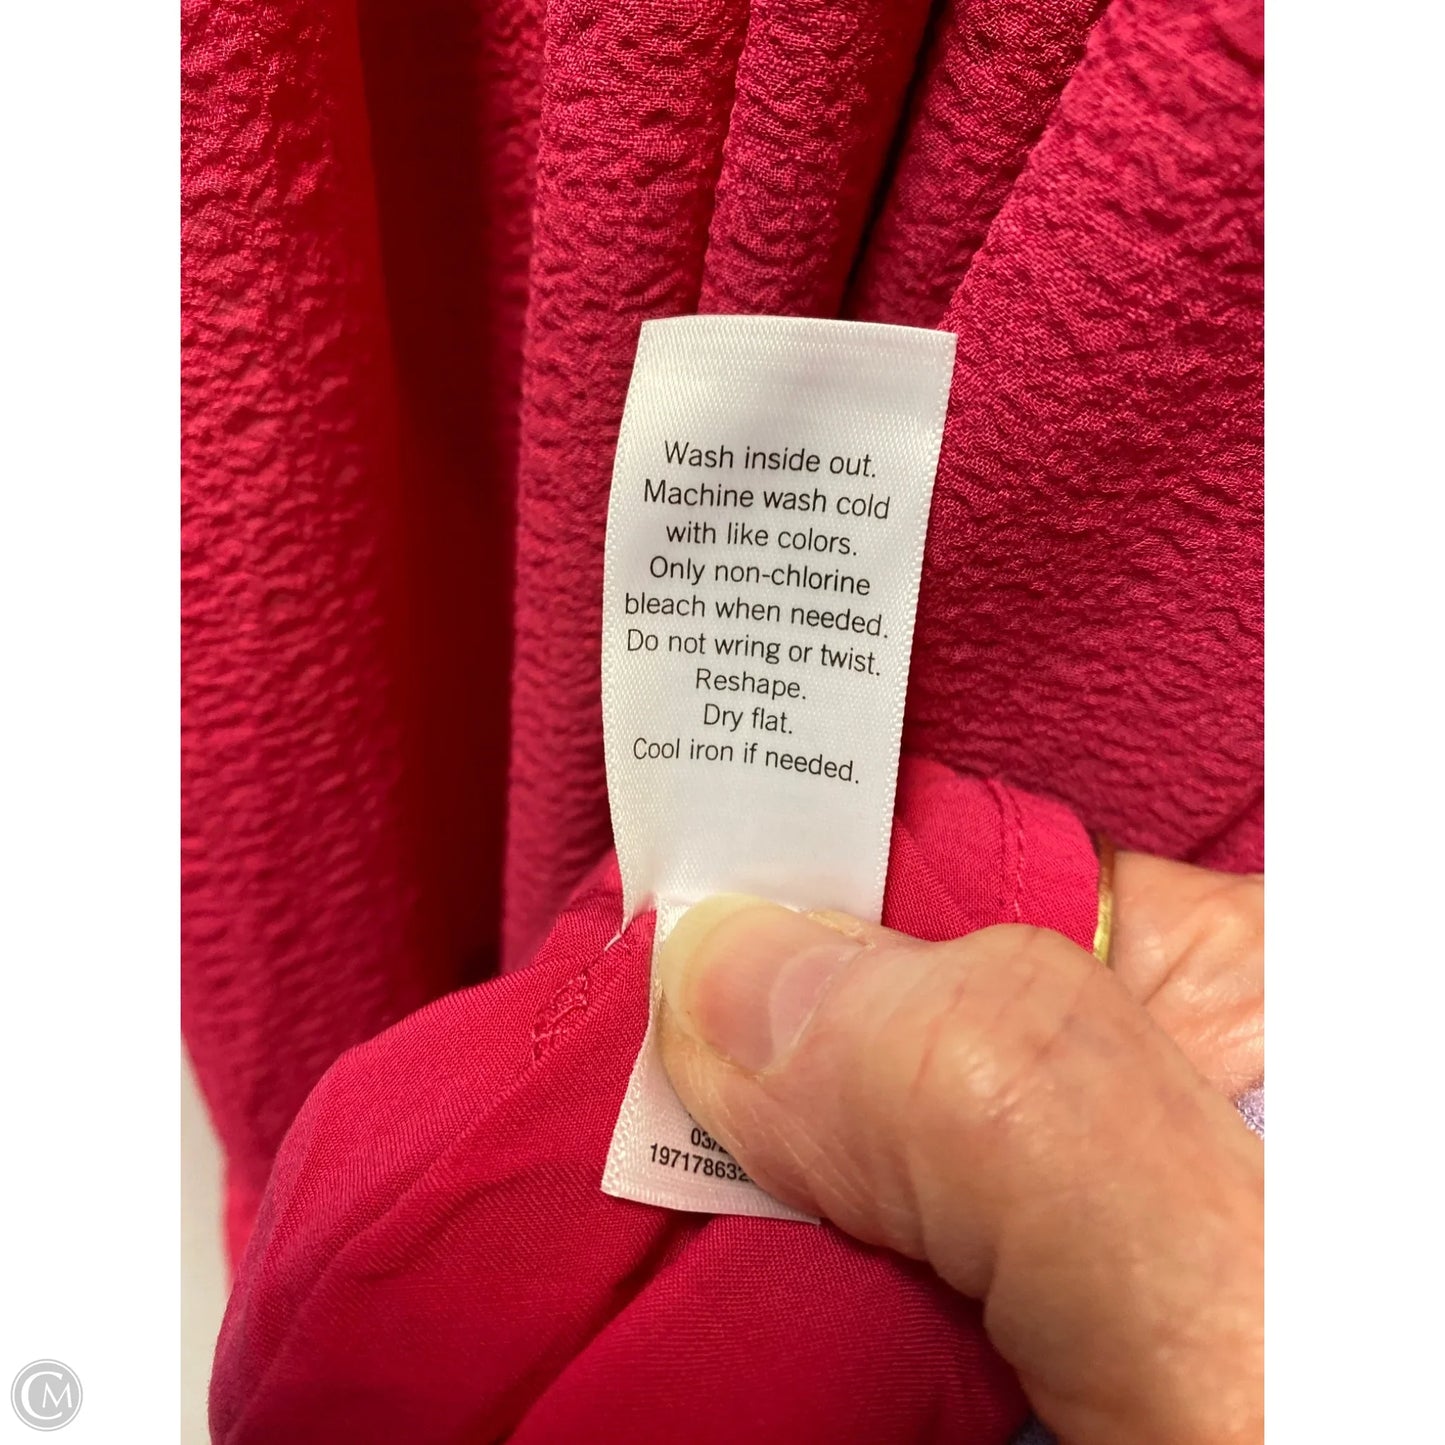 Wash inside out.
Machine wash cold
with like colors.
Only non-chlorine
bleach when needed.
Do not wring or twist.
Reshape.
Dry flat.
Cool iron if needed.
CM